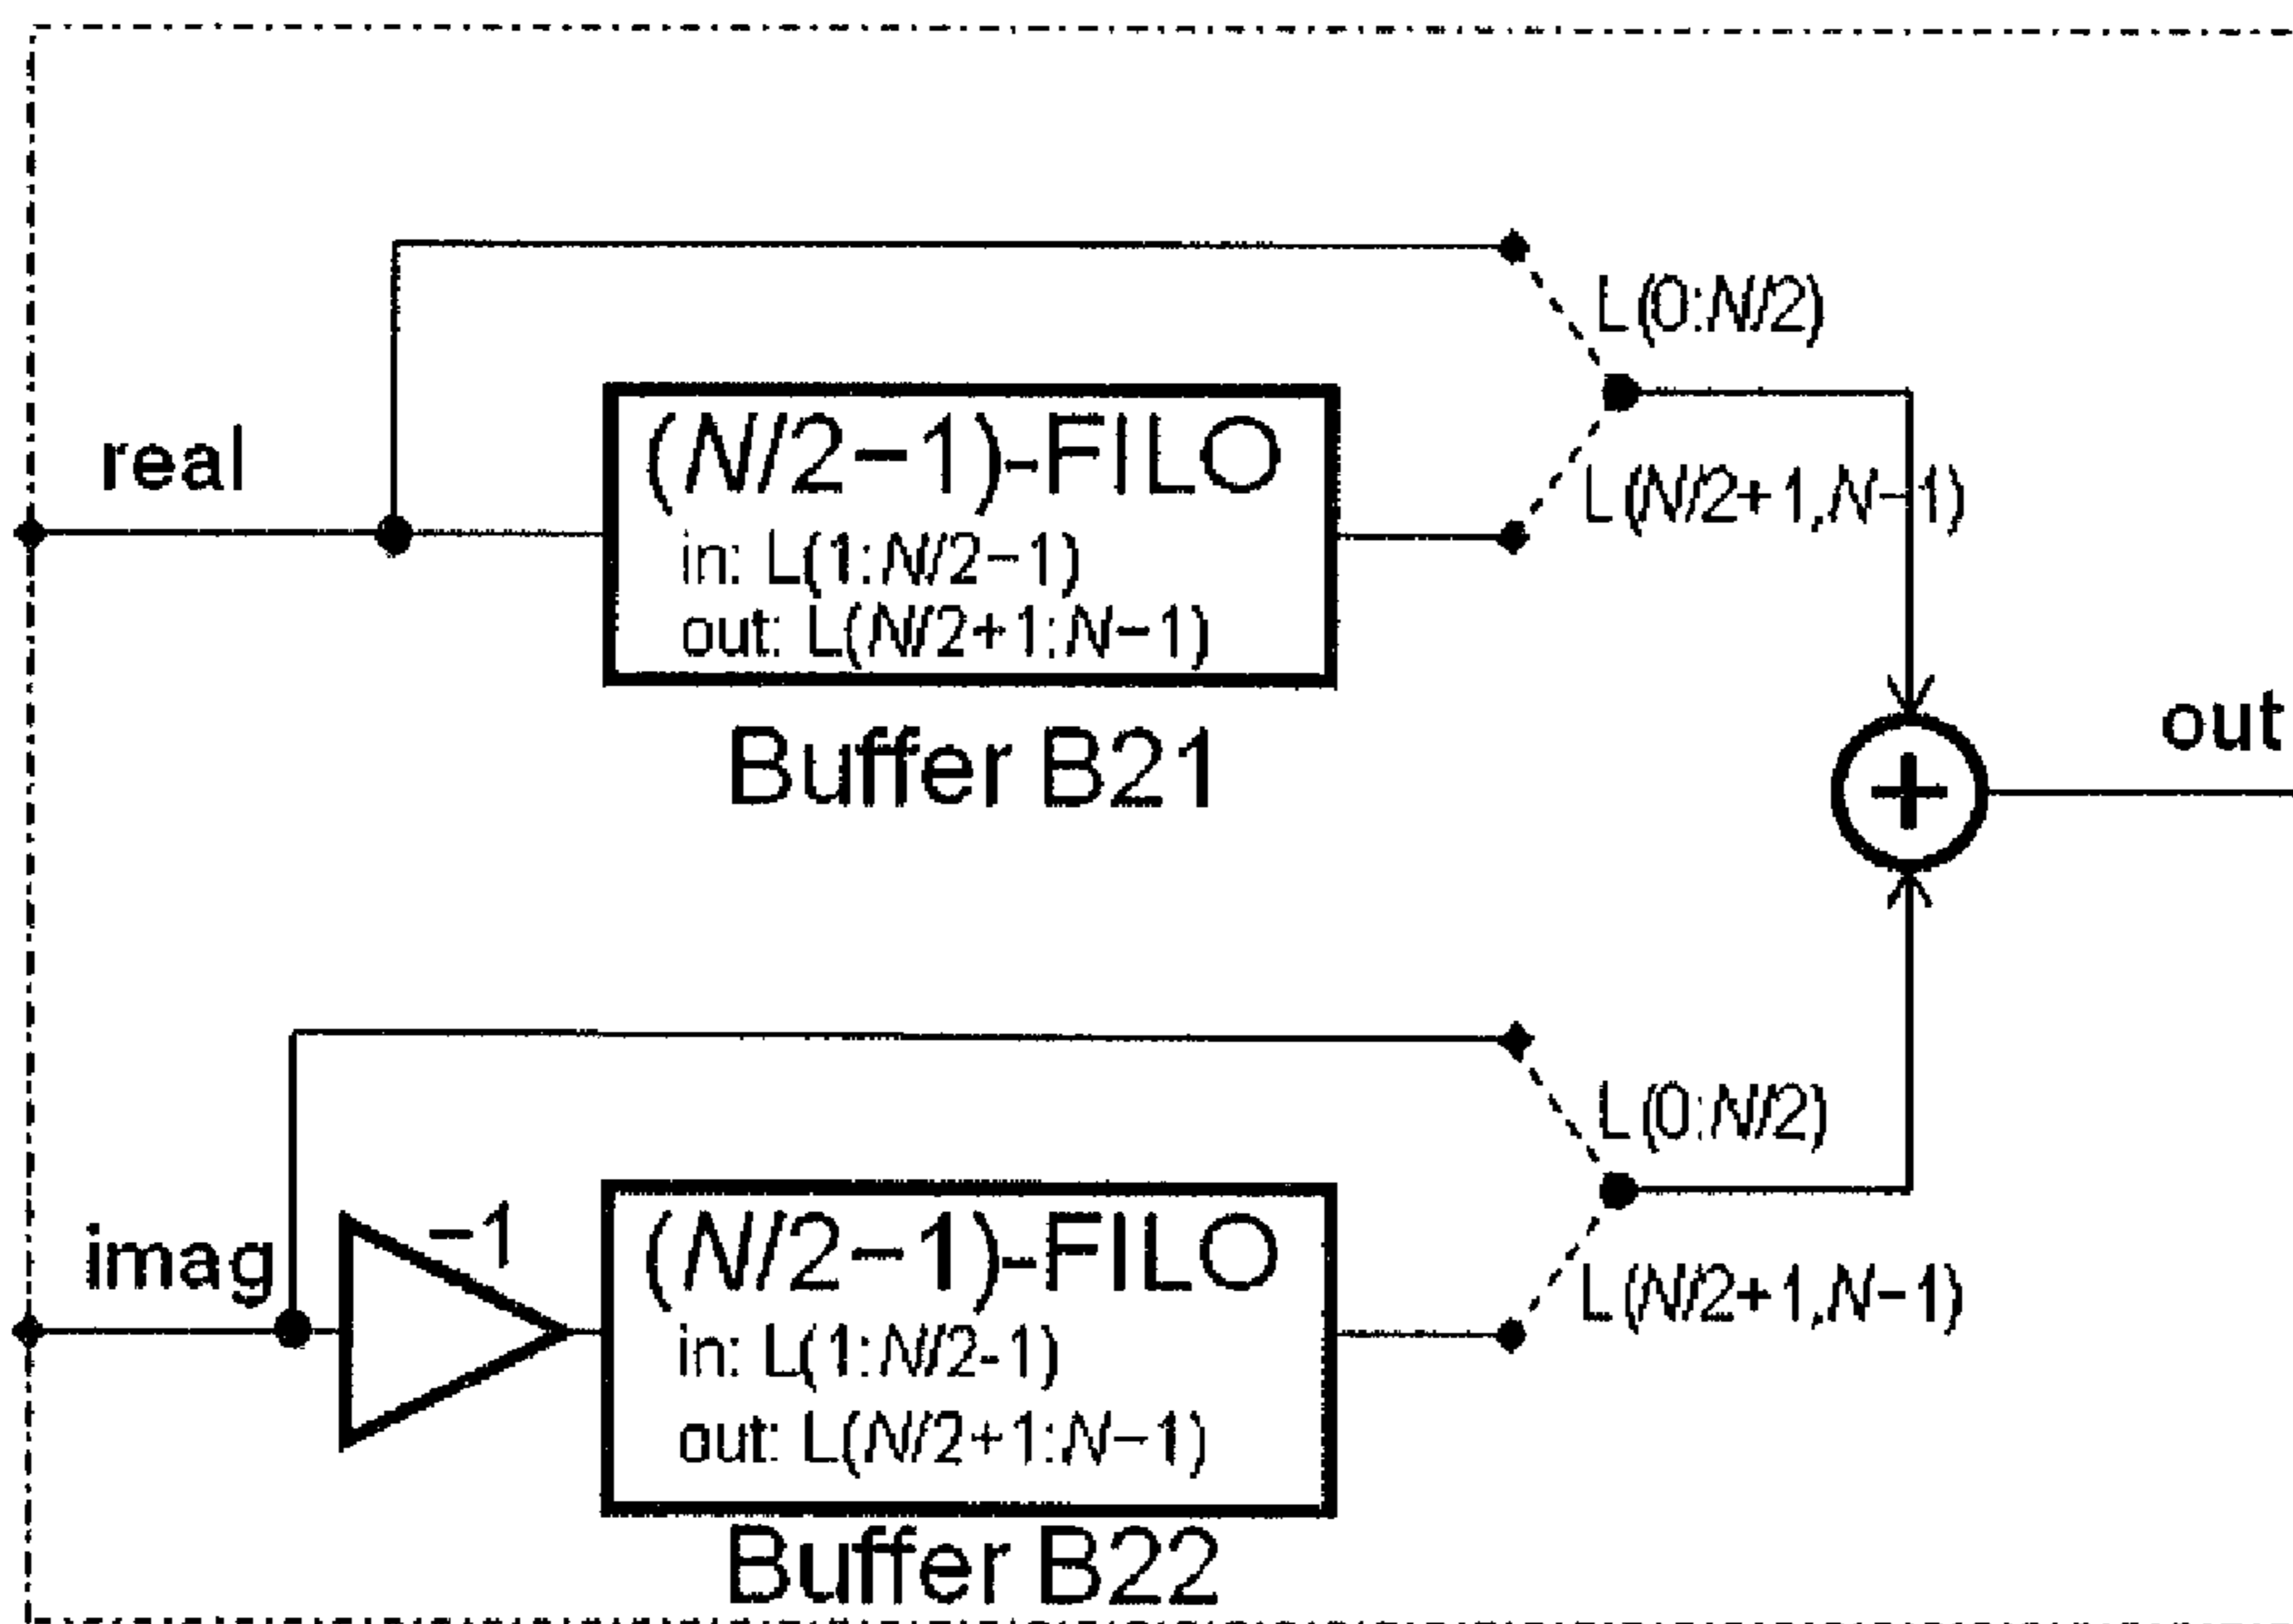 L(0:N/2)
real
(N/2−1)-FILO
in: L(1:N/2−1)
out: L(N/2+1:N−1)
L(N/2+1,N−1)
Buffer B21
+
out
L(0:N/2)
imag
−1
(N/2−1)-FILO
in: L(1:N/2-1)
out: L(N/2+1:N−1)
L(N/2+1,N−1)
Buffer B22